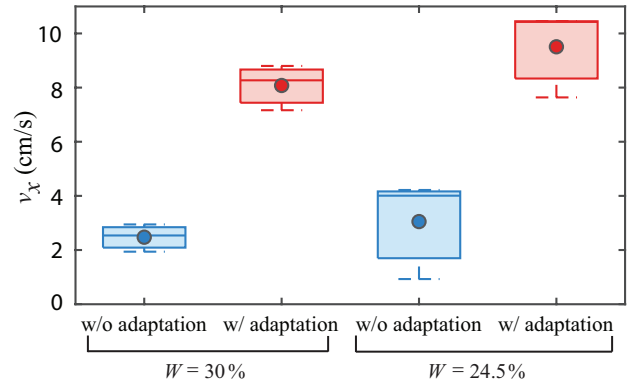 10
8
6
4
2
0
v_x (cm/s)
w/o adaptation w/ adaptation w/o adaptation w/ adaptation
W = 30% W = 24.5%